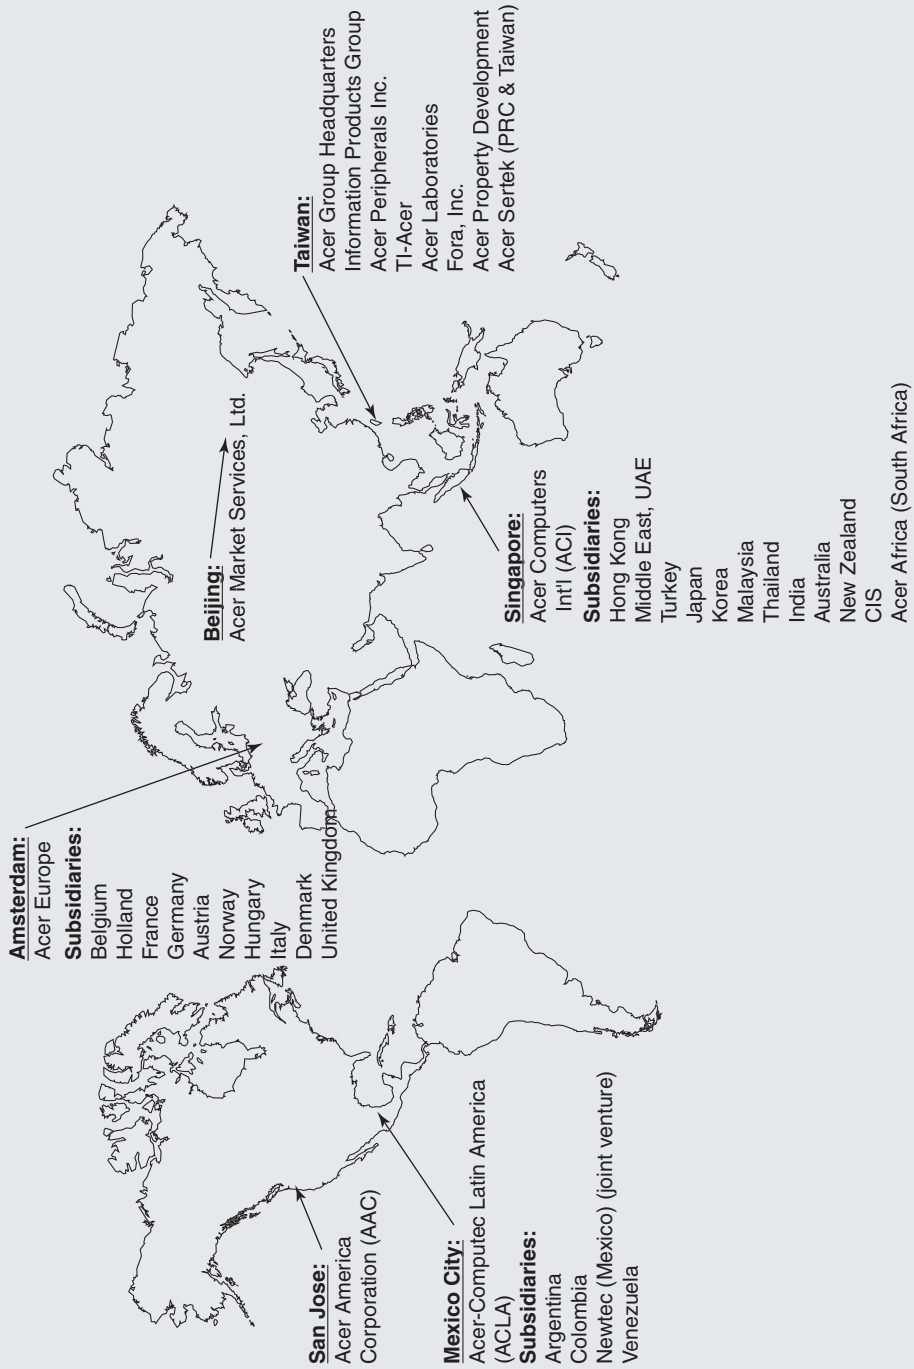 San Jose:
Acer America
Corporation (AAC)
Mexico City:
Acer-Computec Latin America
(ACLA)
Subsidiaries:
Argentina
Colombia
Newtec (Mexico) (joint venture)
Venezuela
Amsterdam:
Acer Europe
Subsidiaries:
Belgium
Holland
France
Germany
Austria
Norway
Hungary
Italy
Denmark
United Kingdom
Beijing:
Acer Market Services, Ltd.
Singapore:
Acer Computers
Int'l (ACI)
Subsidiaries:
Hong Kong
Middle East, UAE
Turkey
Japan
Korea
Malaysia
Thailand
India
Australia
New Zealand
CIS
Acer Africa (South Africa)
Taiwan:
Acer Group Headquarters
Information Products Group
Acer Peripherals Inc.
TI-Acer
Acer Laboratories
Fora, Inc.
Acer Property Development
Acer Sertek (PRC & Taiwan)